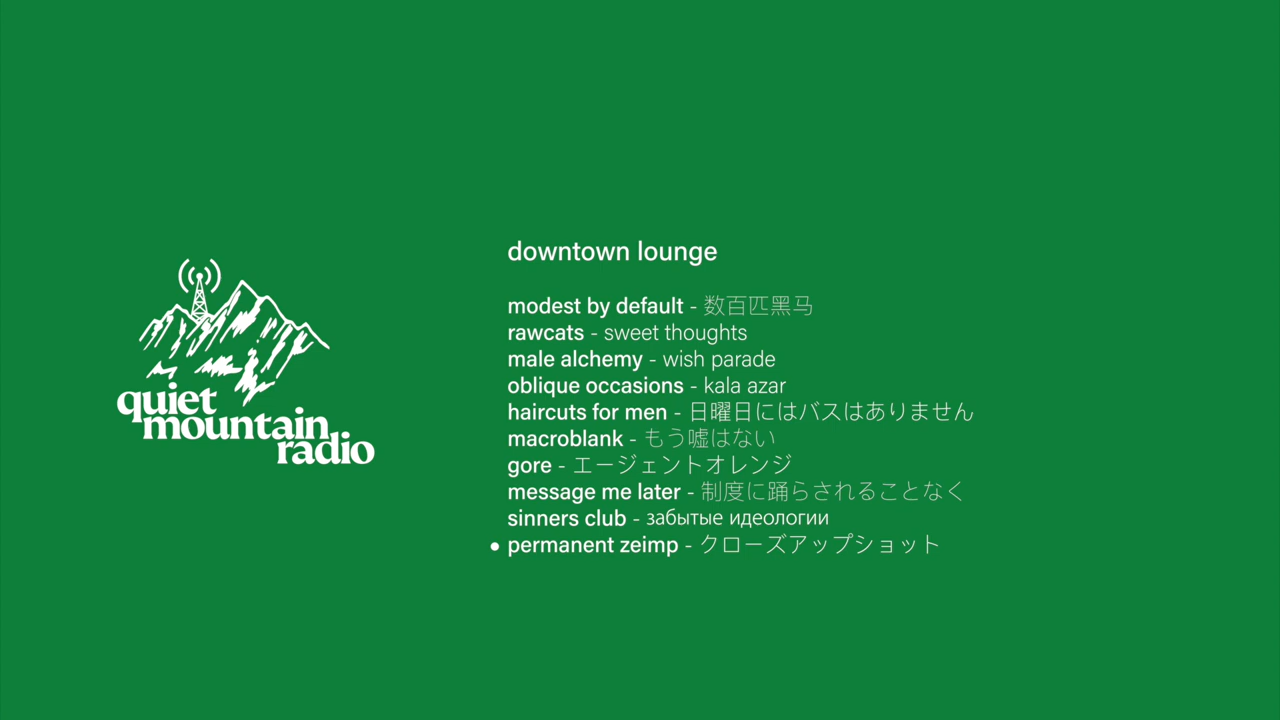 quiet
mountain
radio
downtown lounge
modest by default - 数百匹黑马
rawcats - sweet thoughts
male alchemy - wish parade
oblique occasions - kala azar
haircuts for men - 日曜日にはバスはありません
macroblank - もう嘘はない
gore - エージェントオレンジ
message me later - 制度に踊らされることなく
sinners club - забытые идеологии
• permanent zeimp - クローズアップショット